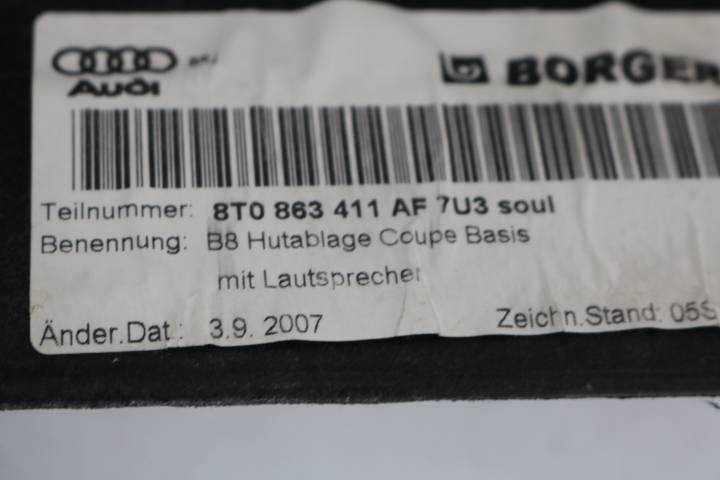 Audi
BORGER
Teilnummer: 8T0 863 411 AF 7U3 soul
Benennung: B8 Hutablage Coupe Basis
mit Lautsprecher
Änder.Dat.: 3.9. 2007
Zeichn.Stand: 05S